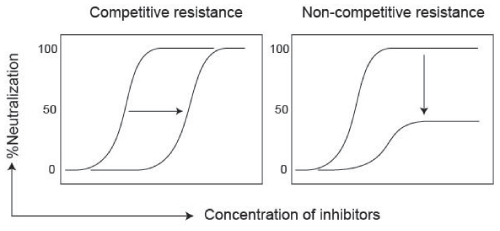 Competitive resistance
Non-competitive resistance
%Neutralization
100
50
0
100
50
0
Concentration of inhibitors